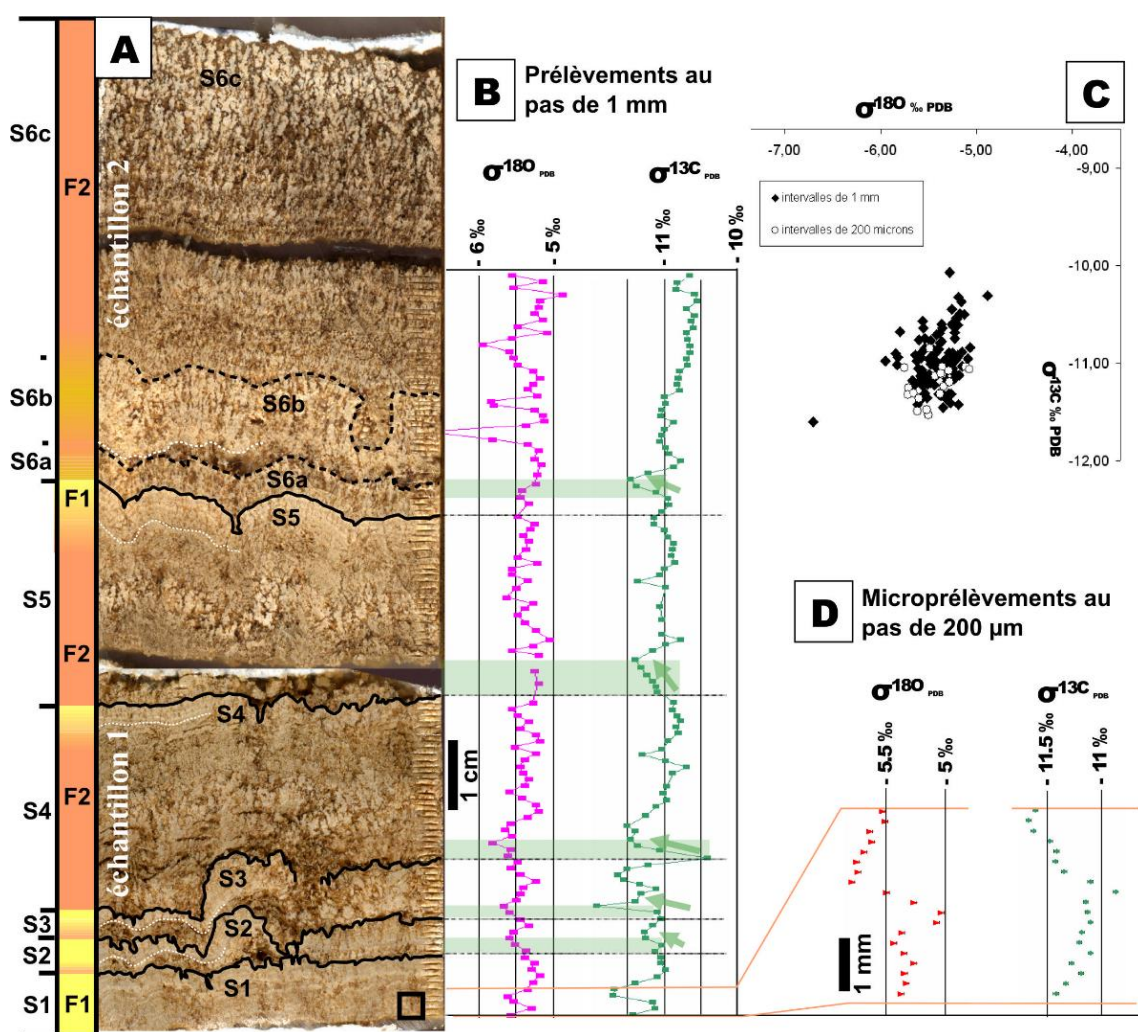 A
S6c
S6b
S6a
S5
S4
S3
S2
S1
F2
F1
F2
F2
F1
échantillon 2
échantillon 1
S6c
S6b
S6a
S5
S4
S3
S2
S1
B
Prélèvements au
pas de 1 mm
σ18O PDB
σ13C PDB
- 6 ‰
- 5 ‰
- 11 ‰
- 10 ‰
1 cm
C
σ18O ‰ PDB
-7,00
-6,00
-5,00
-4,00
-9,00
-10,00
-11,00
-12,00
σ13C ‰ PDB
intervalles de 1 mm
intervalles de 200 microns
D
Microprélèvements au
pas de 200 µm
σ18O PDB
σ13C PDB
- 5.5 ‰
- 5 ‰
- 11.5 ‰
- 11 ‰
1 mm